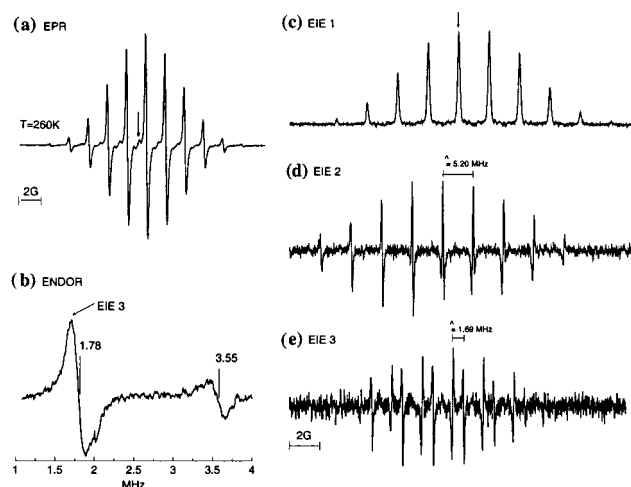 (a) EPR
T=260K
2G
(b) ENDOR
EIE 3
1.78
3.55
1 1.5 2 2.5 3 3.5 4
MHz
(c) EIE 1
(d) EIE 2
^
= 5.20 MHz
(e) EIE 3
^
= 1.69 MHz
2G